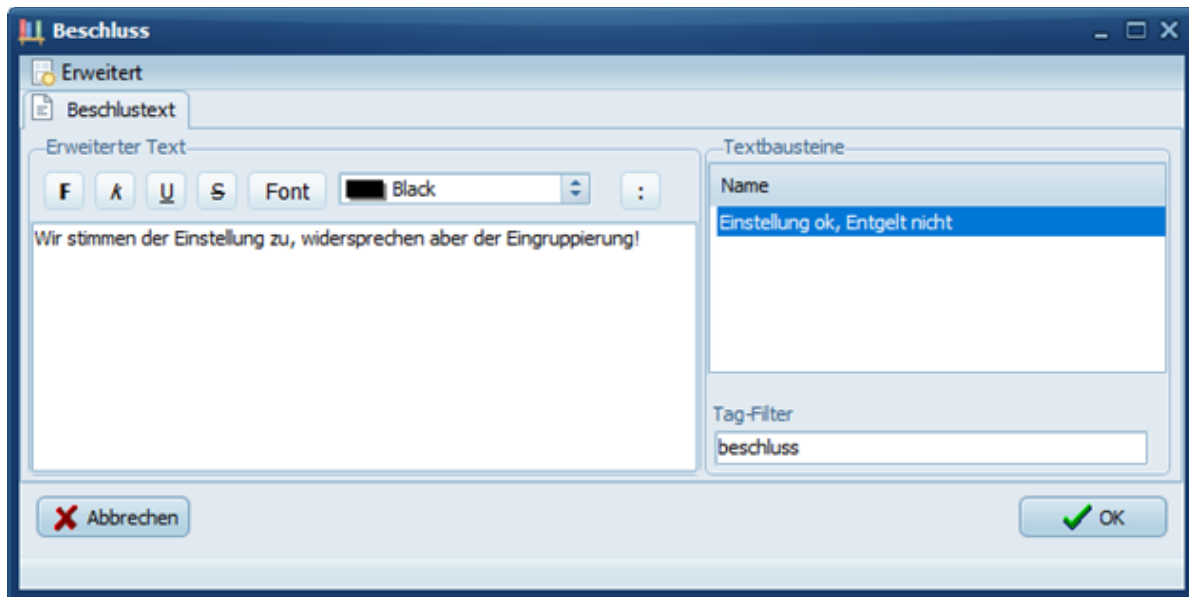 Beschluss
Erweitert
Beschlustext
Erweiterter Text
F k U S Font Black :
Wir stimmen der Einstellung zu, widersprechen aber der Eingruppierung!
Textbausteine
Name
Einstellung ok, Entgelt nicht
Tag-Filter
beschluss
Abbrechen
OK